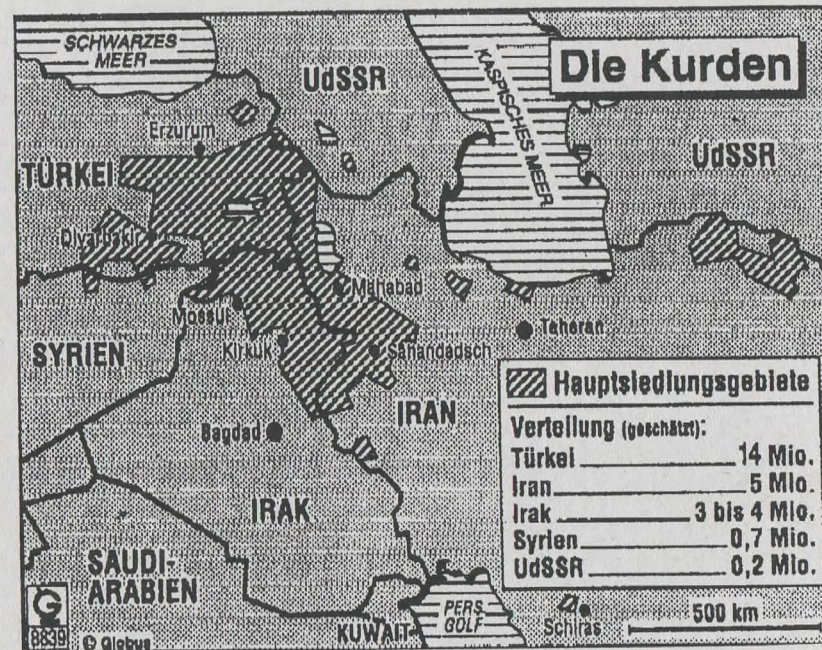 Die Kurden
SCHWARZES
MEER
UdSSR
KASPISCHES MEER
UdSSR
Erzurum
TÜRKEI
Diyarbakir
Mossul
Mahabad
Kirkuk
Sanandadsch
Teheran
SYRIEN
IRAN
Bagdad
IRAK
SAUDI-
ARABIEN
KUWAIT
PERS.
GOLF
Schiras
500 km
Hauptsiedlungsgebiete
Verteilung (geschätzt):
Türkei 14 Mio.
Iran 5 Mio.
Irak 3 bis 4 Mio.
Syrien 0,7 Mio.
UdSSR 0,2 Mio.
G
8839
© Globus